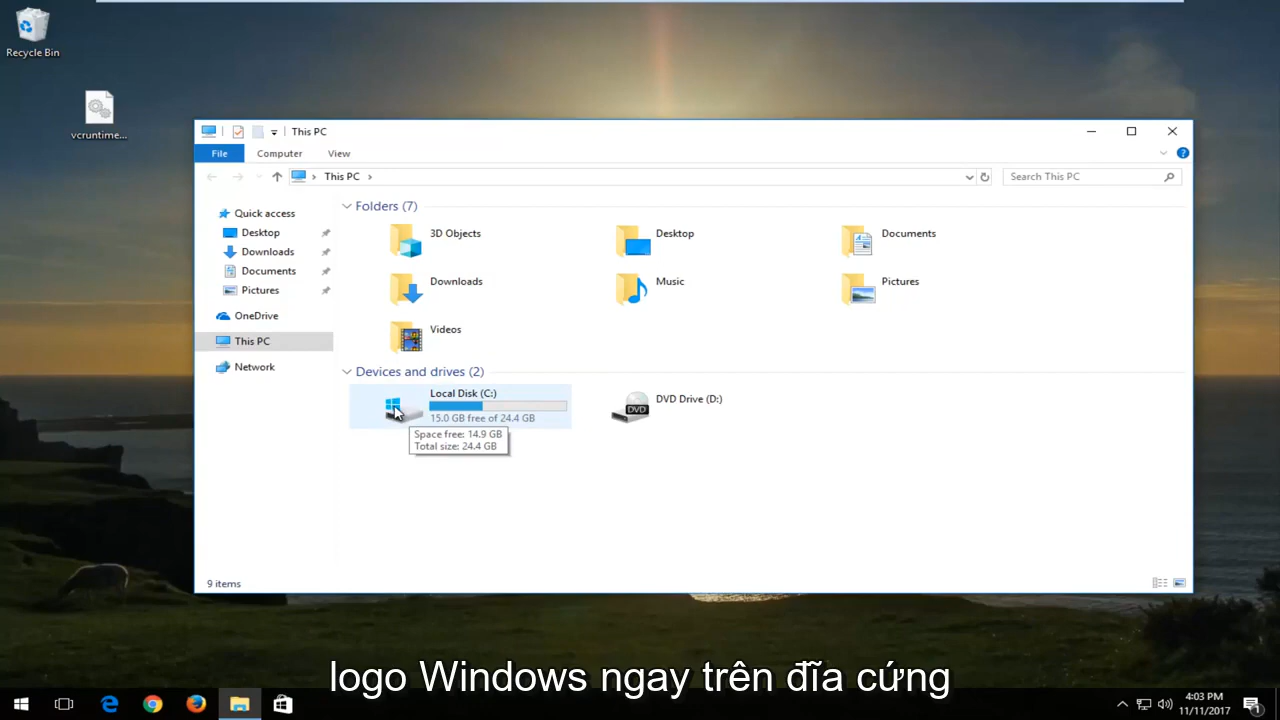 Recycle Bin
vcruntime...
This PC
File
Computer
View
This PC
Search This PC
Quick access
Desktop
Downloads
Documents
Pictures
OneDrive
This PC
Network
Folders (7)
3D Objects
Desktop
Documents
Downloads
Music
Pictures
Videos
Devices and drives (2)
Local Disk (C:)
15.0 GB free of 24.4 GB
DVD
DVD Drive (D:)
Space free: 14.9 GB
Total size: 24.4 GB
9 items
logo Windows ngay trên đĩa cứng
4:03 PM
11/11/2017
1